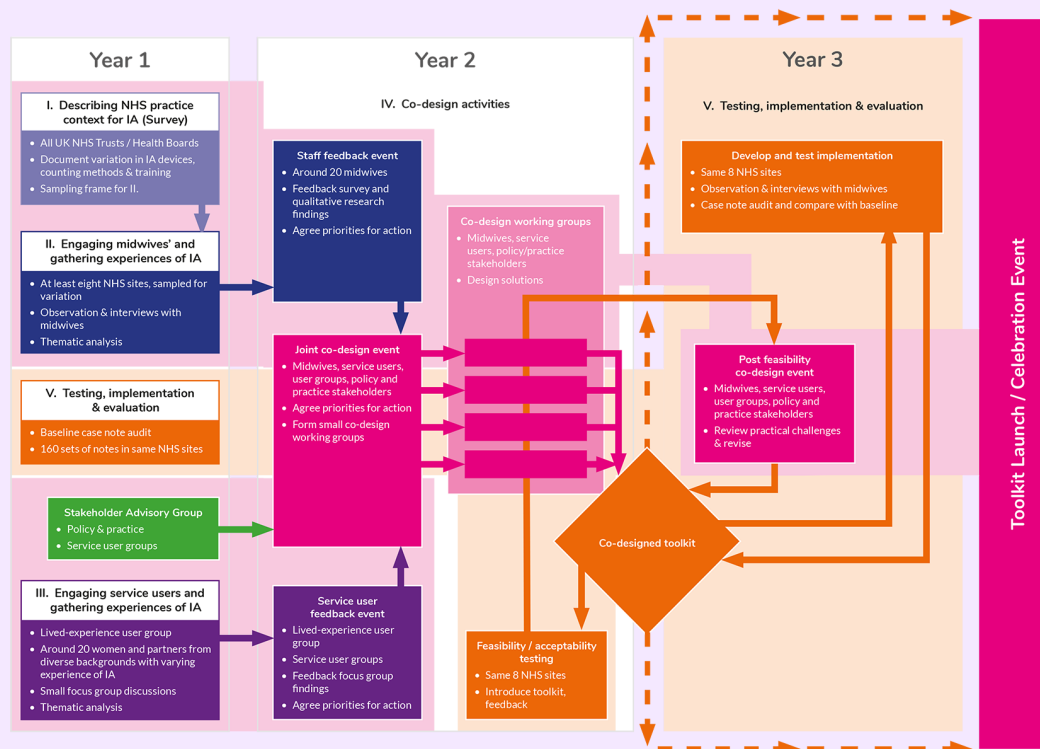 Year 1
I. Describing NHS practice
context for IA (Survey)
• All UK NHS Trusts / Health Boards
• Document variation in IA devices,
counting methods & training
• Sampling frame for II.
II. Engaging midwives’ and
gathering experiences of IA
• At least eight NHS sites, sampled for
variation
• Observation & interviews with
midwives
• Thematic analysis
V. Testing, implementation
& evaluation
• Baseline case note audit
• 160 sets of notes in same NHS sites
Stakeholder Advisory Group
• Policy & practice
• Service user groups
III. Engaging service users and
gathering experiences of IA
• Lived-experience user group
• Around 20 women and partners from
diverse backgrounds with varying
experience of IA
• Small focus group discussions
• Thematic analysis
Year 2
IV. Co-design activities
Staff feedback event
• Around 20 midwives
• Feedback survey and
qualitative research
findings
• Agree priorities for action
Joint co-design event
• Midwives, service users,
user groups, policy and
practice stakeholders
• Agree priorities for action
• Form small co-design
working groups
Service user
feedback event
• Lived-experience user
group
• Service user groups
• Feedback focus group
findings
• Agree priorities for action
Co-design working groups
• Midwives, service
users, policy/practice
stakeholders
• Design solutions
Feasibility / acceptability
testing
• Same 8 NHS sites
• Introduce toolkit,
feedback
Co-designed toolkit
Year 3
V. Testing, implementation & evaluation
Develop and test implementation
• Same 8 NHS sites
• Observation & interviews with midwives
• Case note audit and compare with baseline
Post feasibility
co-design event
• Midwives, service users,
user groups, policy and
practice stakeholders
• Review practical challenges
& revise
Toolkit Launch / Celebration Event